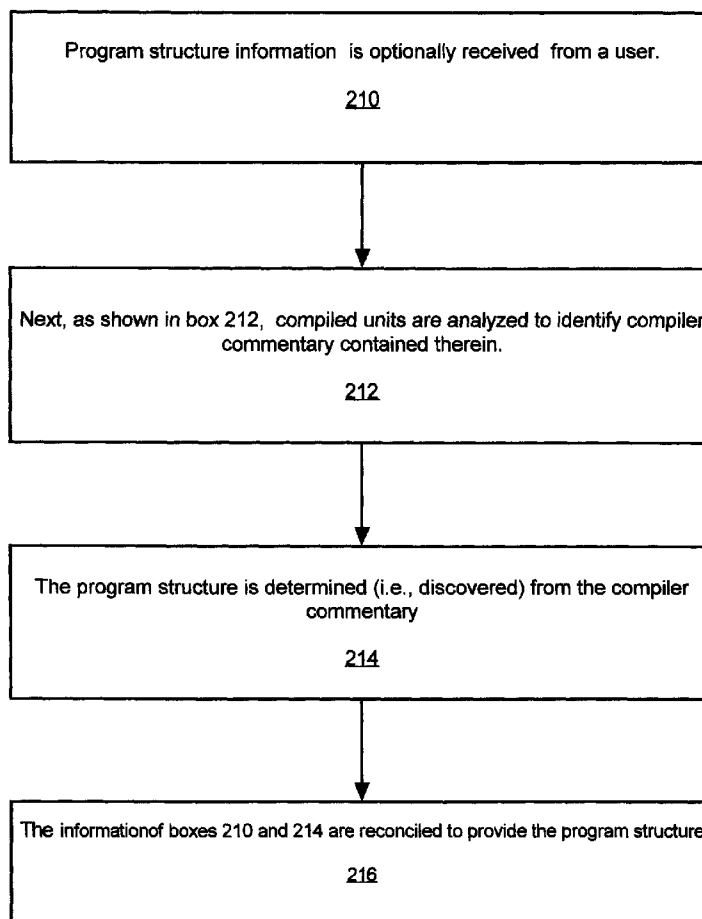 Program structure information is optionally received from a user.
210
Next, as shown in box 212, compiled units are analyzed to identify compiler
commentary contained therein.
212
The program structure is determined (i.e., discovered) from the compiler
commentary
214
The informationof boxes 210 and 214 are reconciled to provide the program structure
216